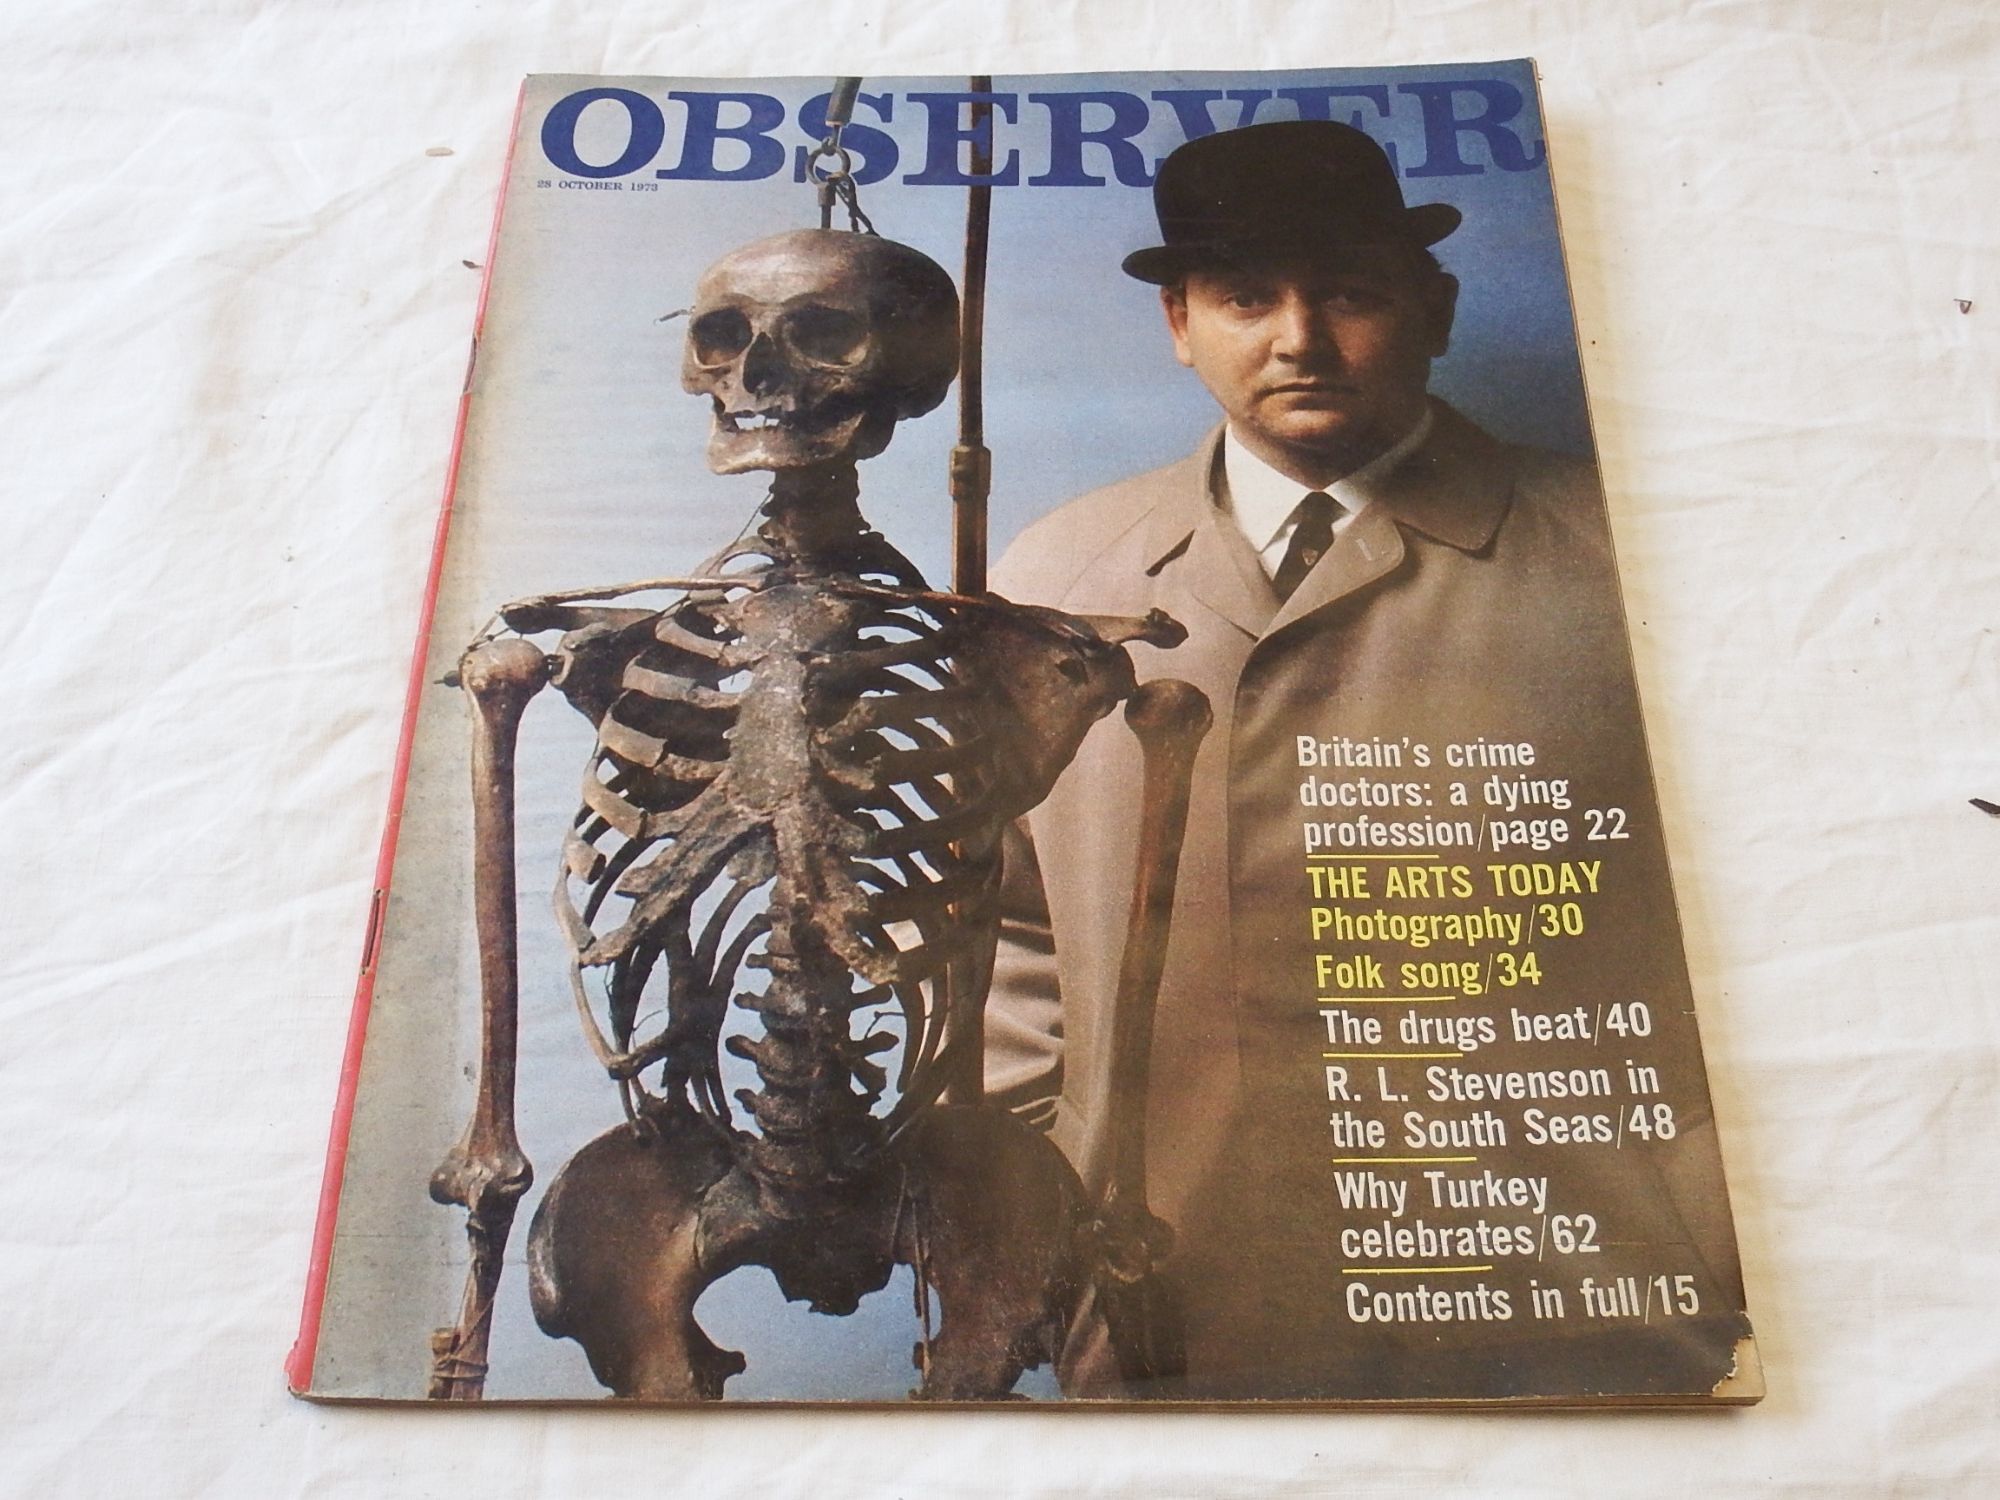 OBSERVER
28 OCTOBER 1973
Britain's crime
doctors: a dying
profession/page 22
THE ARTS TODAY
Photography/30
Folk song/34
The drugs beat/40
R. L. Stevenson in
the South Seas/48
Why Turkey
celebrates/62
Contents in full/15